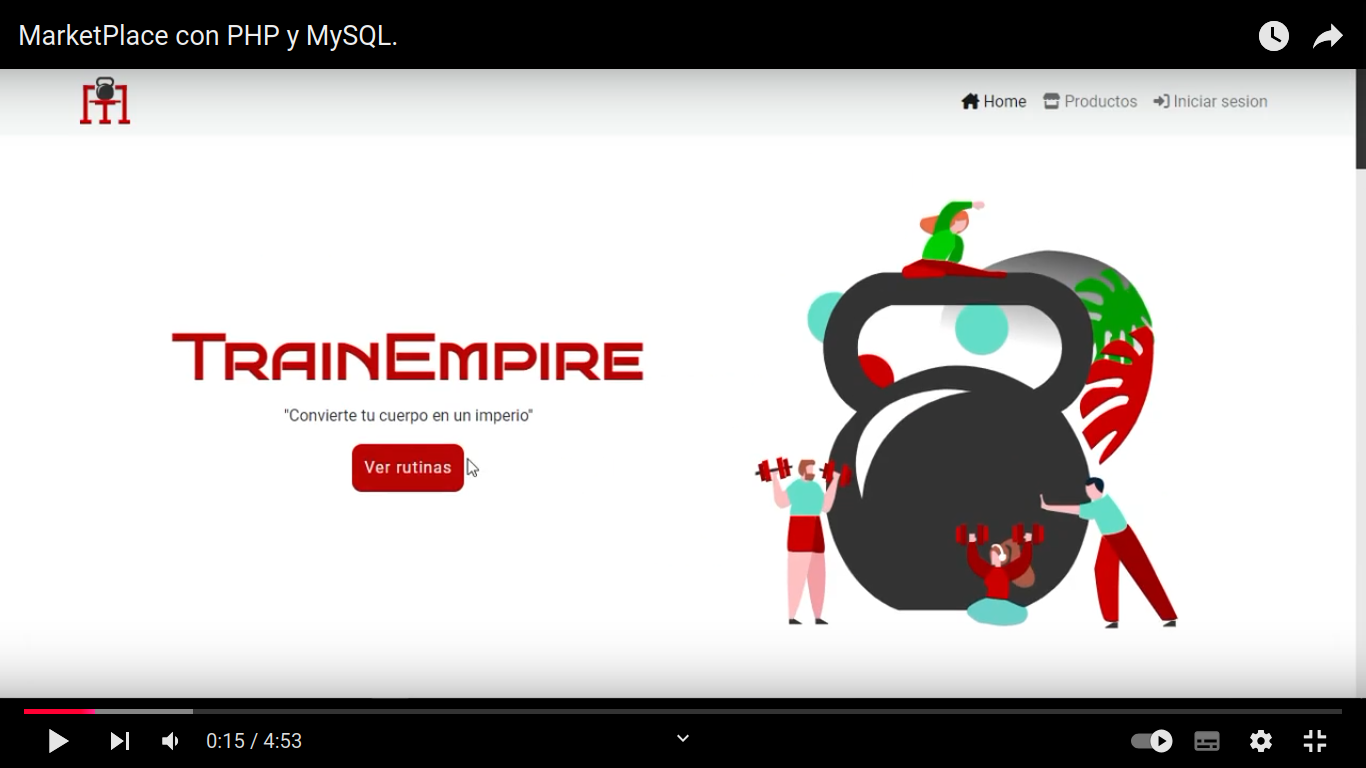 MarketPlace con PHP y MySQL.
Home Productos Iniciar sesion
TRAINEMPIRE
"Convierte tu cuerpo en un imperio"
Ver rutinas
0:15 / 4:53